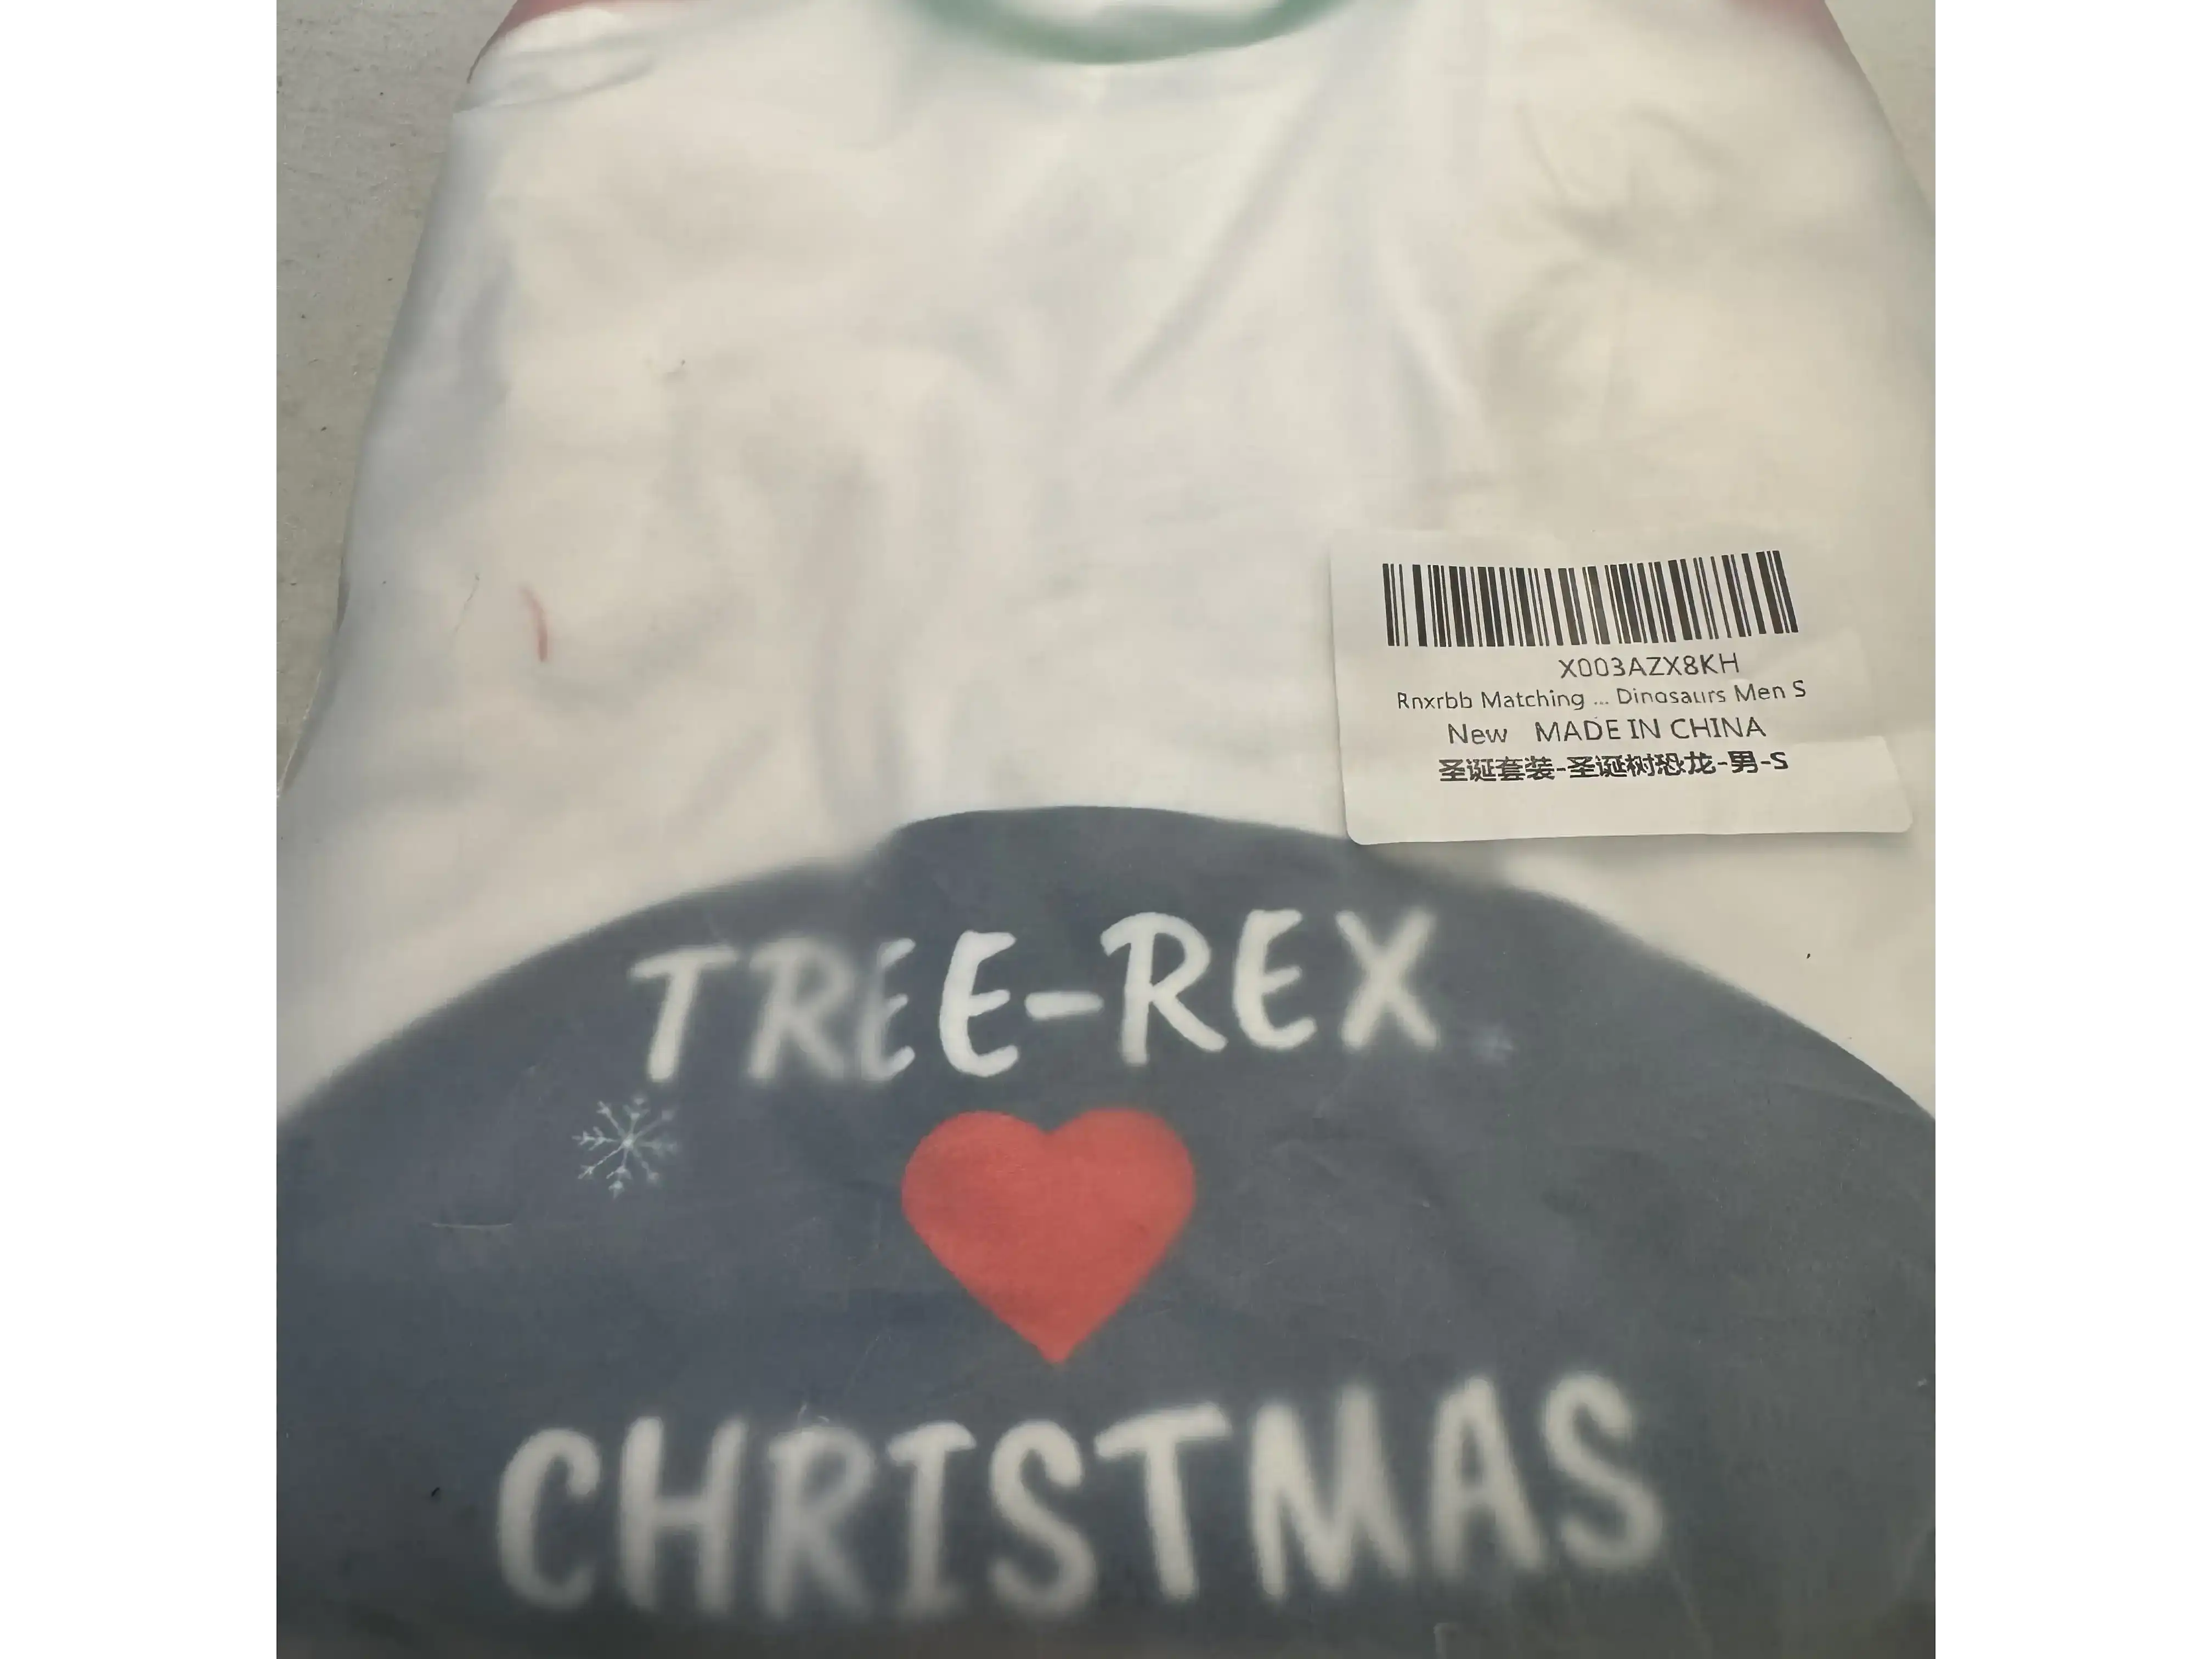 X003AZX8KH
Rnxrbb Matching ... Dinosaurs Men S
New MADE IN CHINA
圣诞套装-圣诞树恐龙-男-S
TREE-REX
CHRISTMAS